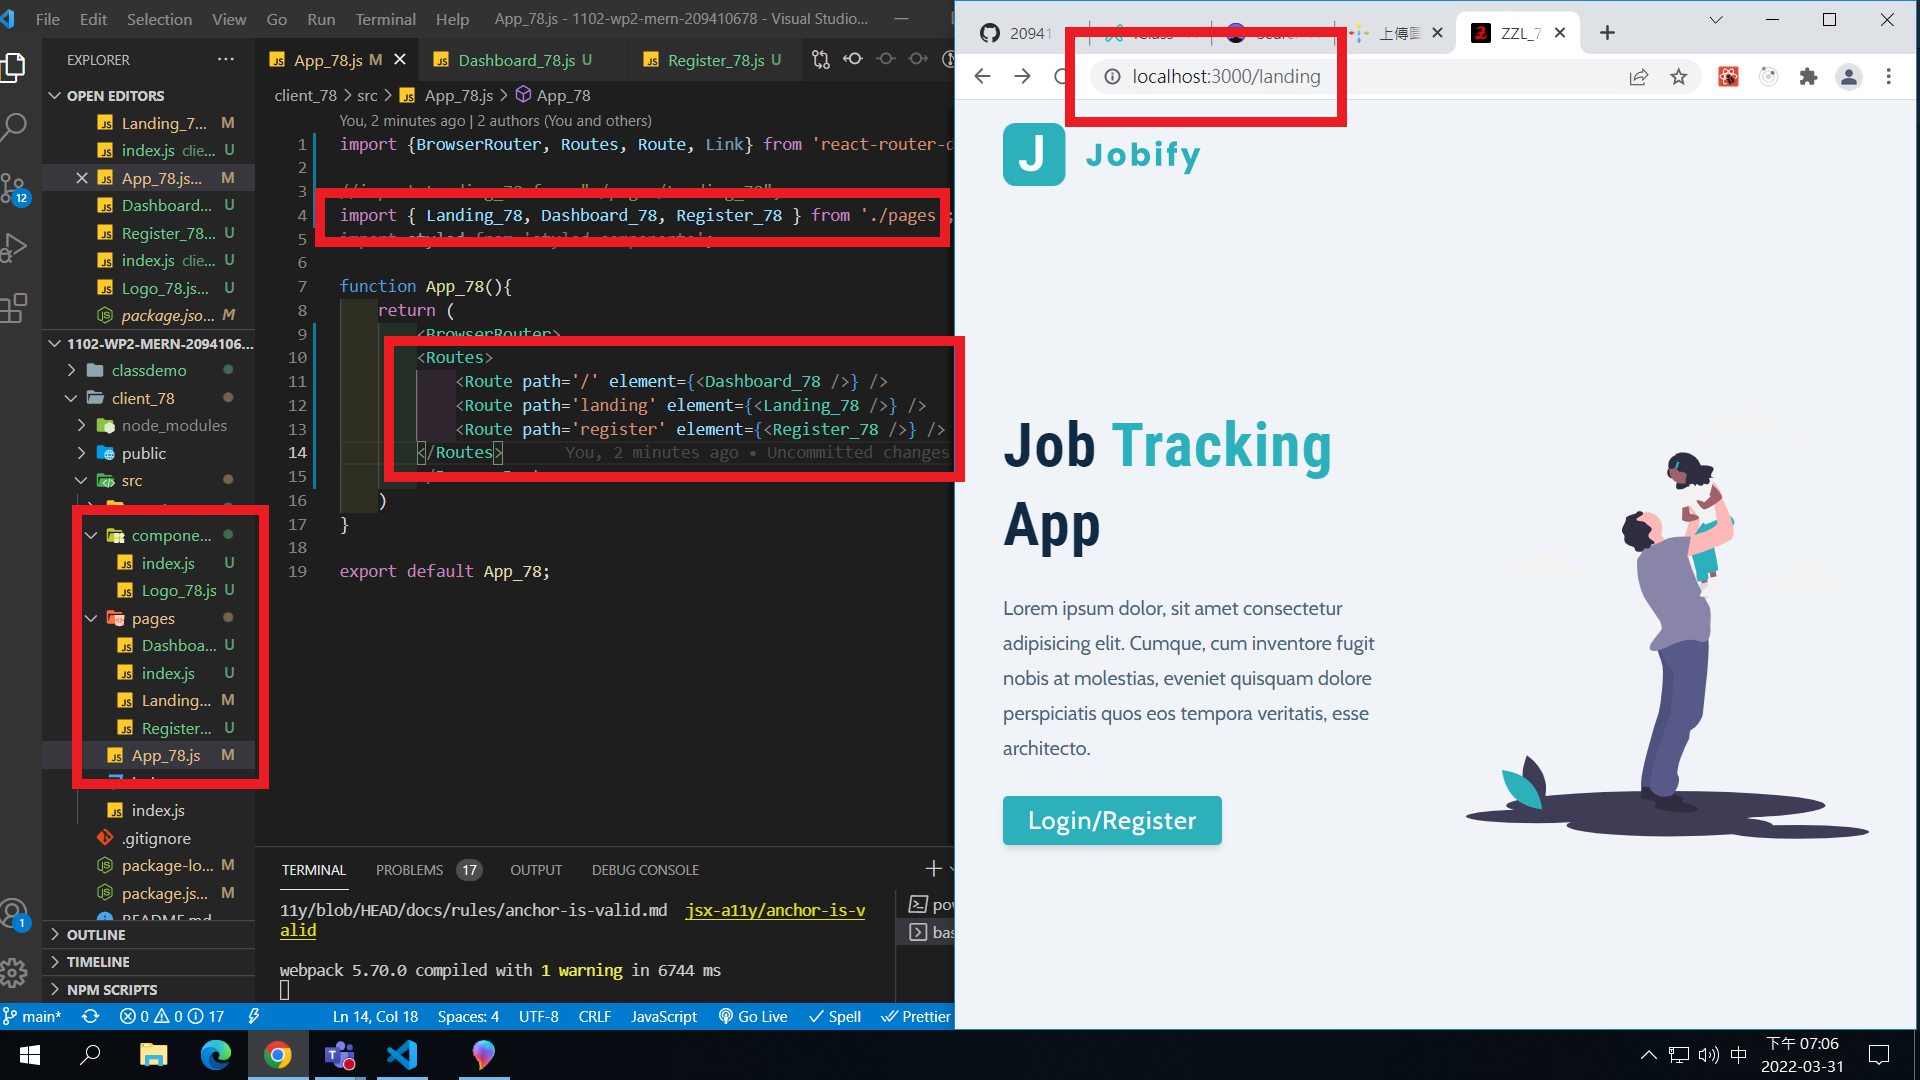 File Edit Selection View Go Run Terminal Help App_78.js - 1102-wp2-mern-209410678 - Visual Studio...
EXPLORER
OPEN EDITORS
Landing_7... M
index.js clie... U
App_78.js... M
Dashboard... U
Register_78... U
index.js clie... U
Logo_78.js... U
package.jso... M
1102-WP2-MERN-2094106...
classdemo
client_78
node_modules
public
src
compone...
index.js U
Logo_78.js U
pages
Dashboa... U
index.js U
Landing... M
Register... U
App_78.js M
index.js
.gitignore
package-lo... M
package.js... M
README.md
OUTLINE
TIMELINE
NPM SCRIPTS
12
1
App_78.js M
Dashboard_78.js U
Register_78.js U
client_78 > src > App_78.js > App_78
You, 2 minutes ago | 2 authors (You and others)
1 import {BrowserRouter, Routes, Route, Link} from 'react-router-d
2
3
4 import { Landing_78, Dashboard_78, Register_78 } from './pages ;
5 import styled from 'styled-components';
6
7 function App_78(){
8 return (
9 <BrowserRouter>
10 <Routes>
11 <Route path='/' element={<Dashboard_78 />} />
12 <Route path='landing' element={<Landing_78 />} />
13 <Route path='register' element={<Register_78 />} />
14 </Routes> You, 2 minutes ago • Uncommitted changes
15
16 )
17 }
18
19 export default App_78;
TERMINAL PROBLEMS 17 OUTPUT DEBUG CONSOLE
11y/blob/HEAD/docs/rules/anchor-is-valid.md jsx-a11y/anchor-is-v
alid
webpack 5.70.0 compiled with 1 warning in 6744 ms
pow
bas
main* 0 0 17 Ln 14, Col 18 Spaces: 4 UTF-8 CRLF JavaScript Go Live Spell Prettier
20941
上傳圖
ZZL_7
localhost:3000/landing
J Jobify
Job Tracking
App
Lorem ipsum dolor, sit amet consectetur
adipisicing elit. Cumque, cum inventore fugit
nobis at molestias, eveniet quisquam dolore
perspiciatis quos eos tempora veritatis, esse
architecto.
Login/Register
中
下午 07:06
2022-03-31